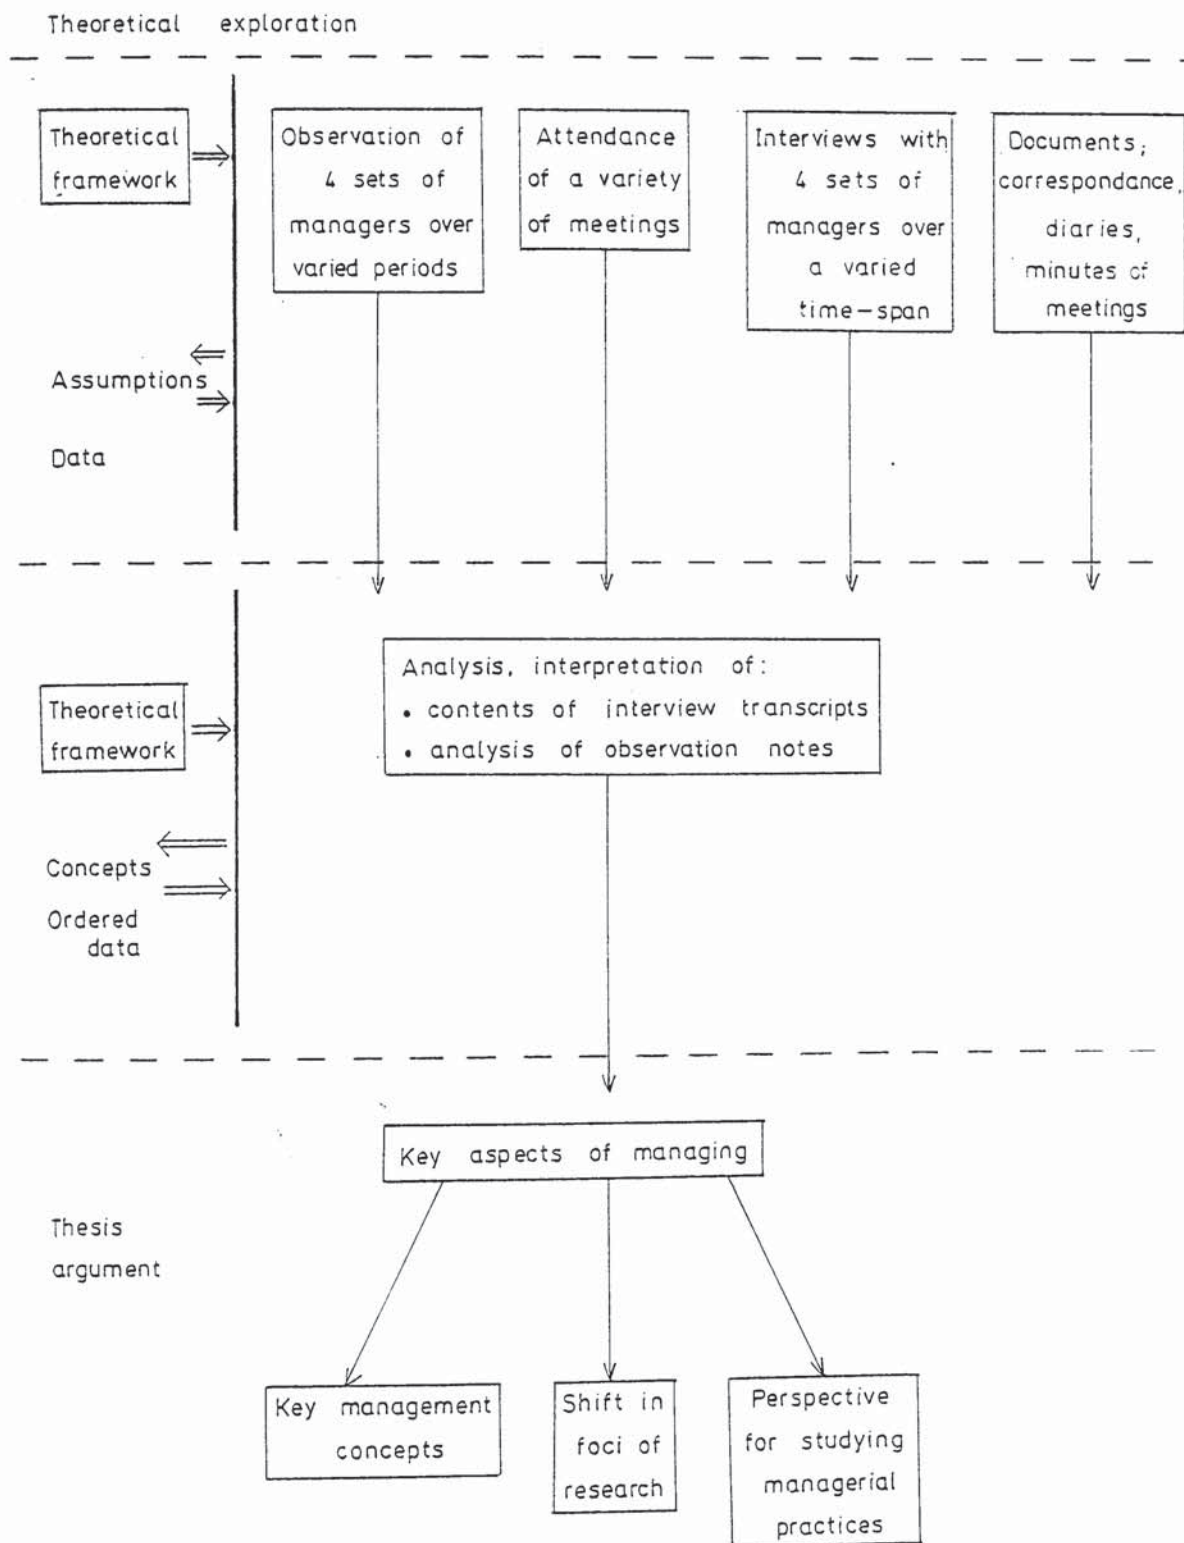 Theoretical exploration
Theoretical
framework
Observation of
4 sets of
managers over
varied periods
Attendance
of a variety
of meetings
Interviews with
4 sets of
managers over
a varied
time-span
Documents;
correspondance,
diaries,
minutes of
meetings
Assumptions
Data
Theoretical
framework
Analysis, interpretation of:
• contents of interview transcripts
• analysis of observation notes
Concepts
Ordered
data
Key aspects of managing
Thesis
argument
Key management
concepts
Shift in
foci of
research
Perspective
for studying
managerial
practices